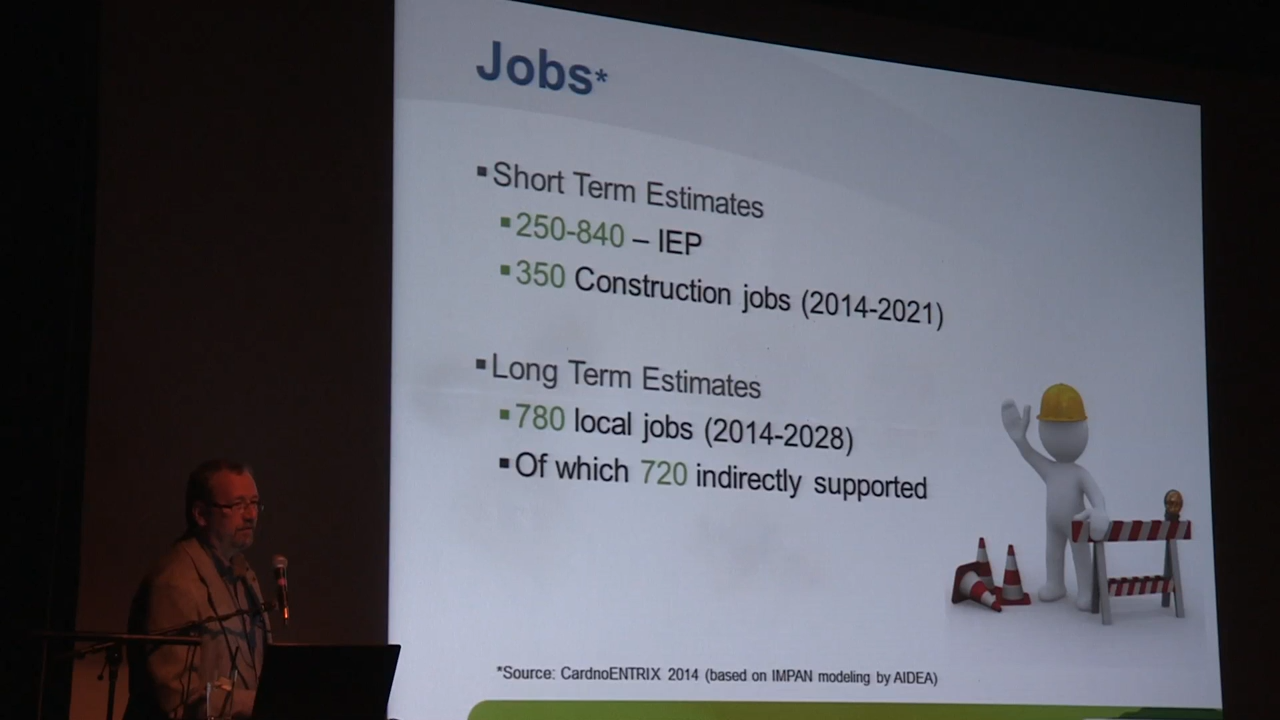 Jobs*
▪Short Term Estimates
▪250-840 – IEP
▪350 Construction jobs (2014-2021)
▪Long Term Estimates
▪780 local jobs (2014-2028)
▪Of which 720 indirectly supported
*Source: CardnoENTRIX 2014 (based on IMPAN modeling by AIDEA)